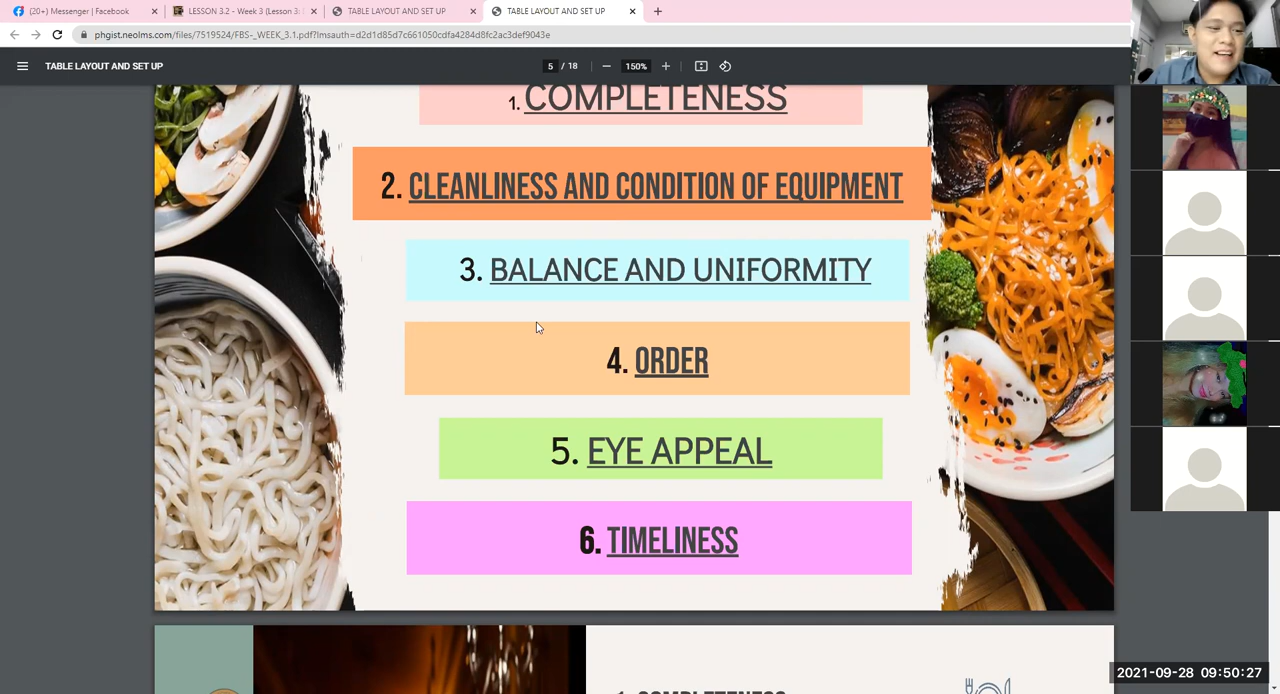 (20+) Messenger | Facebook
LESSON 3.2 - Week 3 (Lesson 3:
TABLE LAYOUT AND SET UP
TABLE LAYOUT AND SET UP
phgist.neolms.com/files/7519524/FBS-_WEEK_3.1.pdf?lmsauth=d2d1d85d7c661050cdfa4284d8fc2ac3def9043e
TABLE LAYOUT AND SET UP
5 / 18
150%
1. COMPLETENESS
2. CLEANLINESS AND CONDITION OF EQUIPMENT
3. BALANCE AND UNIFORMITY
4. ORDER
5. EYE APPEAL
6. TIMELINESS
1. COMPLETENESS
2021-09-28 09:50:27